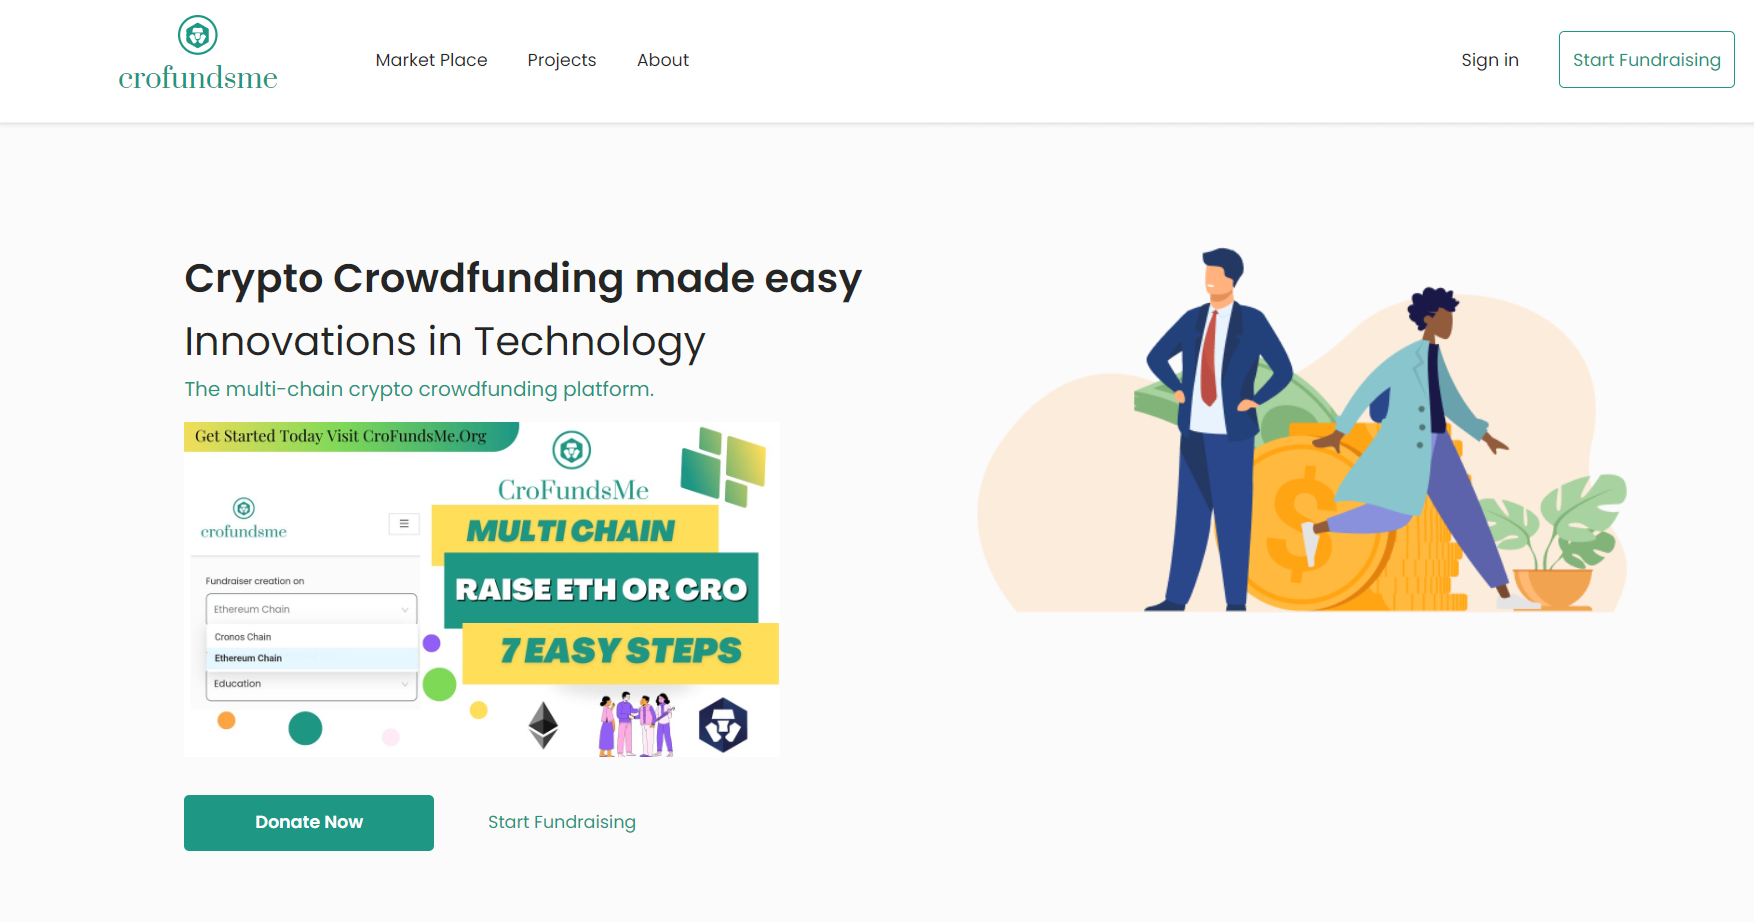 crofundsme
Market Place
Projects
About
Sign in
Start Fundraising
Crypto Crowdfunding made easy
Innovations in Technology
The multi-chain crypto crowdfunding platform.
Get Started Today Visit CroFundsMe.Org
CroFundsMe
crofundsme
MULTI CHAIN
RAISE ETH OR CRO
7 EASY STEPS
Fundraiser creation on
Ethereum Chain
Cronos Chain
Ethereum Chain
Education
$
Donate Now
Start Fundraising